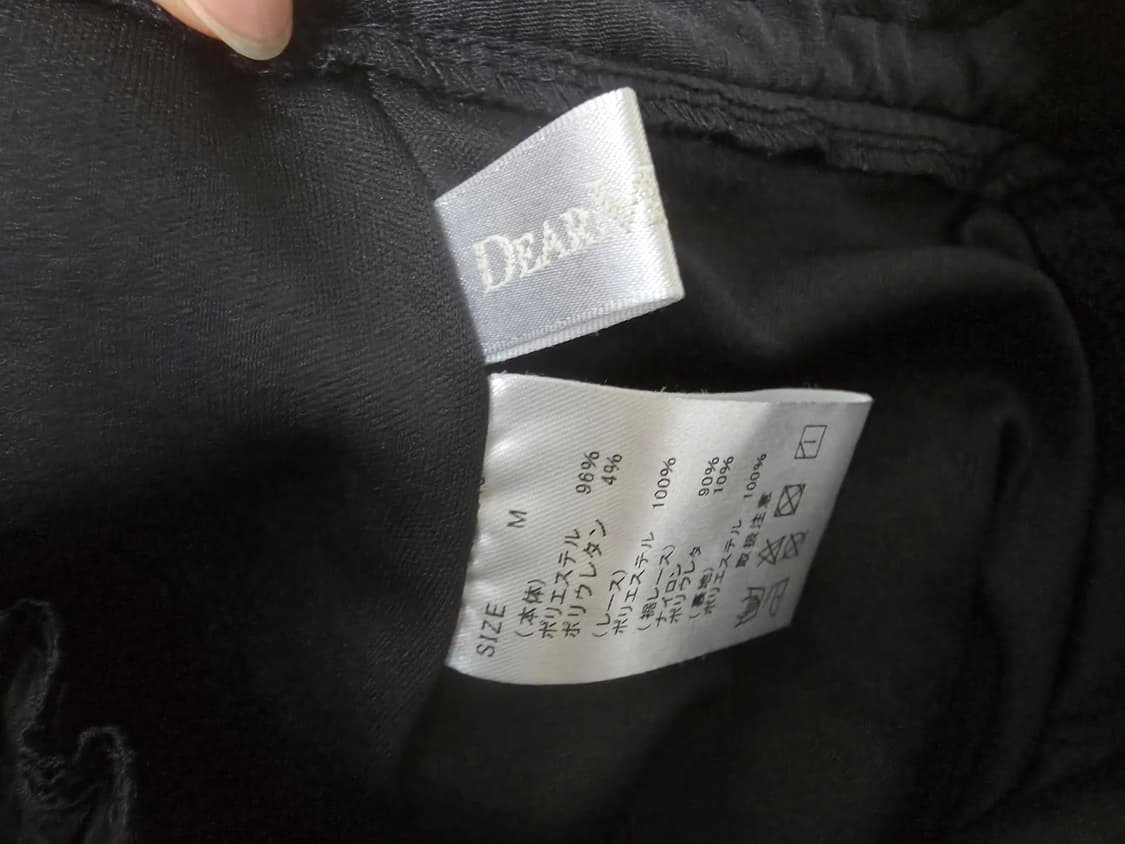 DEAR
SIZE M
(本体)
ポリエステル 96%
ポリウレタン 4%
(レース)
ポリエステル 100%
(裾レース)
ナイロン 90%
ポリウレタ 10%
(裏地)
ポリエステル 100%
取扱注意